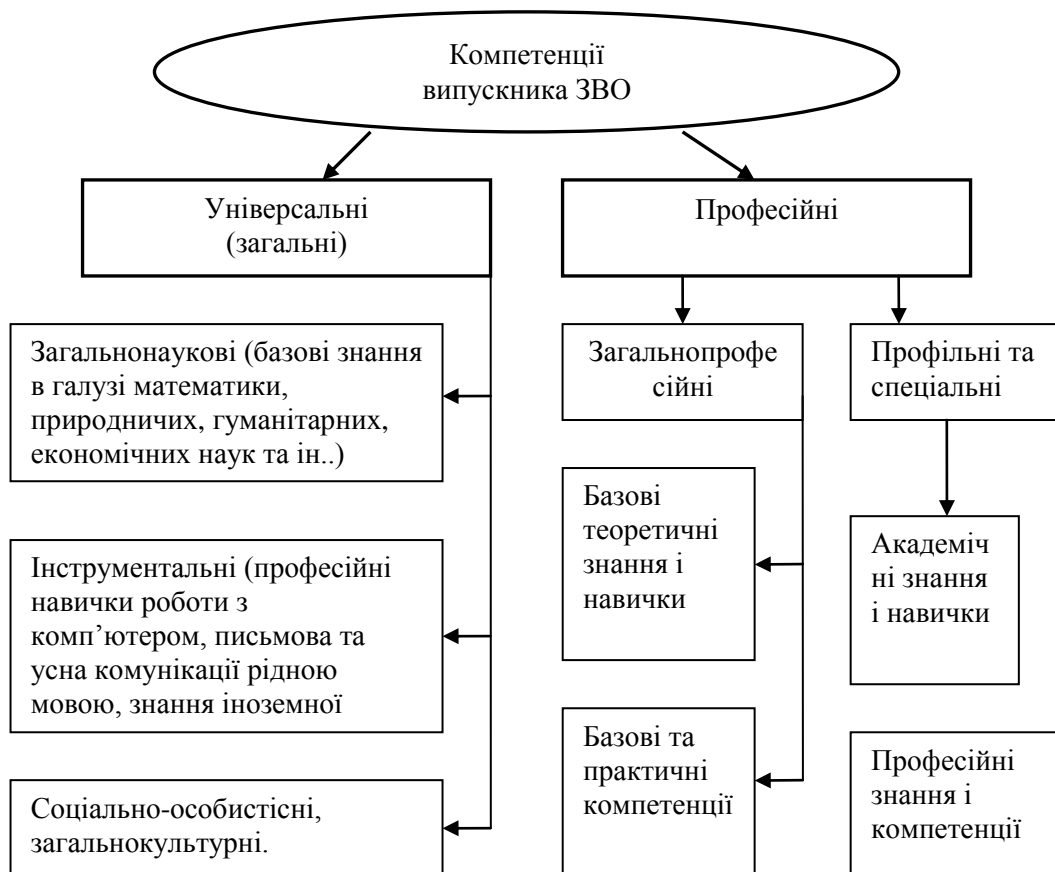 Компетенції
випускника ЗВО
Універсальні
(загальні)
Професійні
Загальнонаукові (базові знання
в галузі математики,
природничих, гуманітарних,
економічних наук та ін..)
Інструментальні (професійні
навички роботи з
комп’ютером, письмова та
усна комунікації рідною
мовою, знання іноземної
Соціально-особистісні,
загальнокультурні.
Загальнопрофе
сійні
Базові
теоретичні
знання і
навички
Базові та
практичні
компетенції
Профільні та
спеціальні
Академіч
ні знання
і навички
Професійні
знання і
компетенції